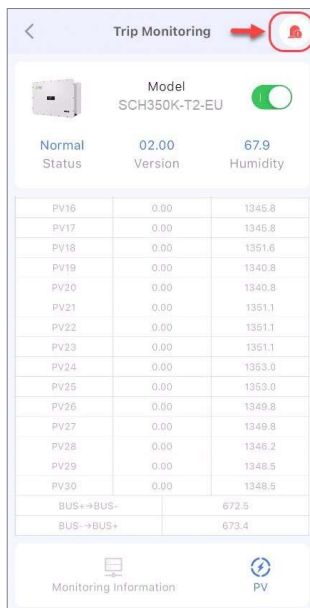 Trip Monitoring
Model
SCH350K-T2-EU
Normal 02.00 67.9
Status Version Humidity
PV16 0.00 1345.8
PV17 0.00 1345.8
PV18 0.00 1351.6
PV19 0.00 1340.8
PV20 0.00 1340.8
PV21 0.00 1351.1
PV22 0.00 1351.1
PV23 0.00 1351.1
PV24 0.00 1353.0
PV25 0.00 1353.0
PV26 0.00 1349.8
PV27 0.00 1349.8
PV28 0.00 1346.2
PV29 0.00 1348.5
PV30 0.00 1348.5
BUS+→BUS- 672.5
BUS-→BUS+ 673.4
Monitoring Information PV